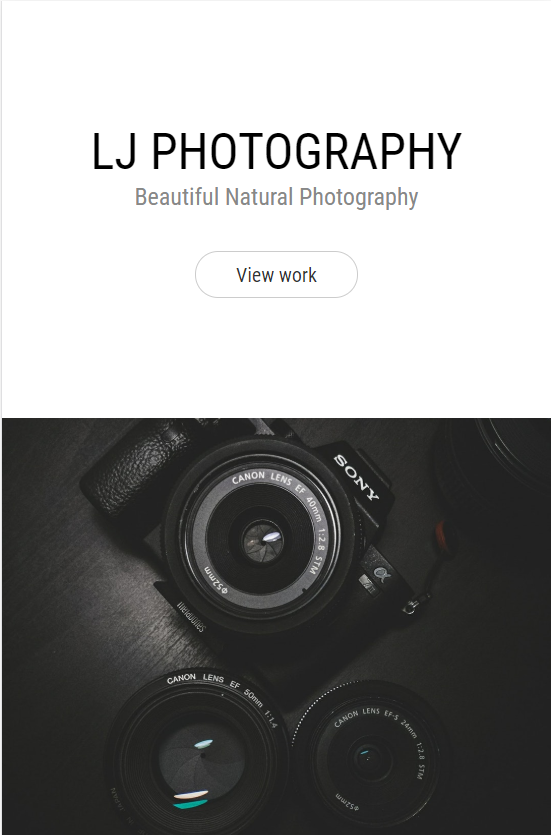 LJ PHOTOGRAPHY
Beautiful Natural Photography
View work
SONY
CANON LENS EF 40mm 1:2.8 STM
Φ52mm
α
CANON LENS EF 50mm 1:1.4
CANON LENS EF-S 24mm 1:2.8 STM
Φ52mm